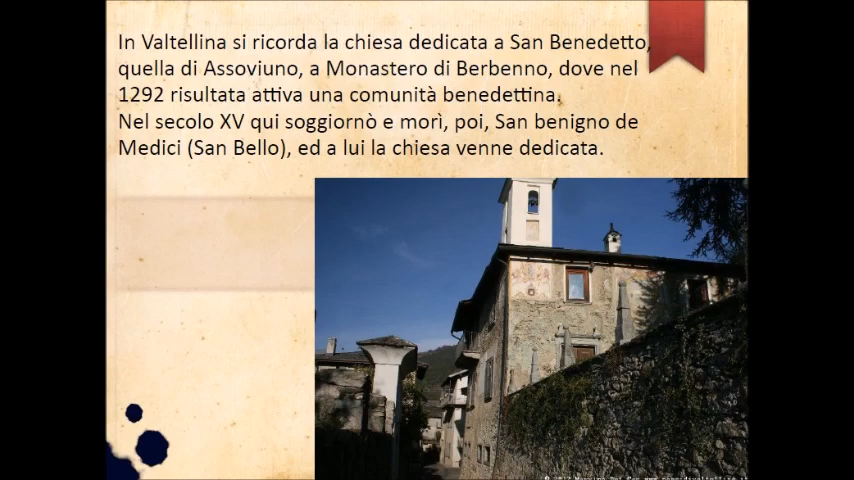 In Valtellina si ricorda la chiesa dedicata a San Benedetto,
quella di Assoviuno, a Monastero di Berbenno, dove nel
1292 risultata attiva una comunità benedettina.
Nel secolo XV qui soggiornò e morì, poi, San benigno de
Medici (San Bello), ed a lui la chiesa venne dedicata.